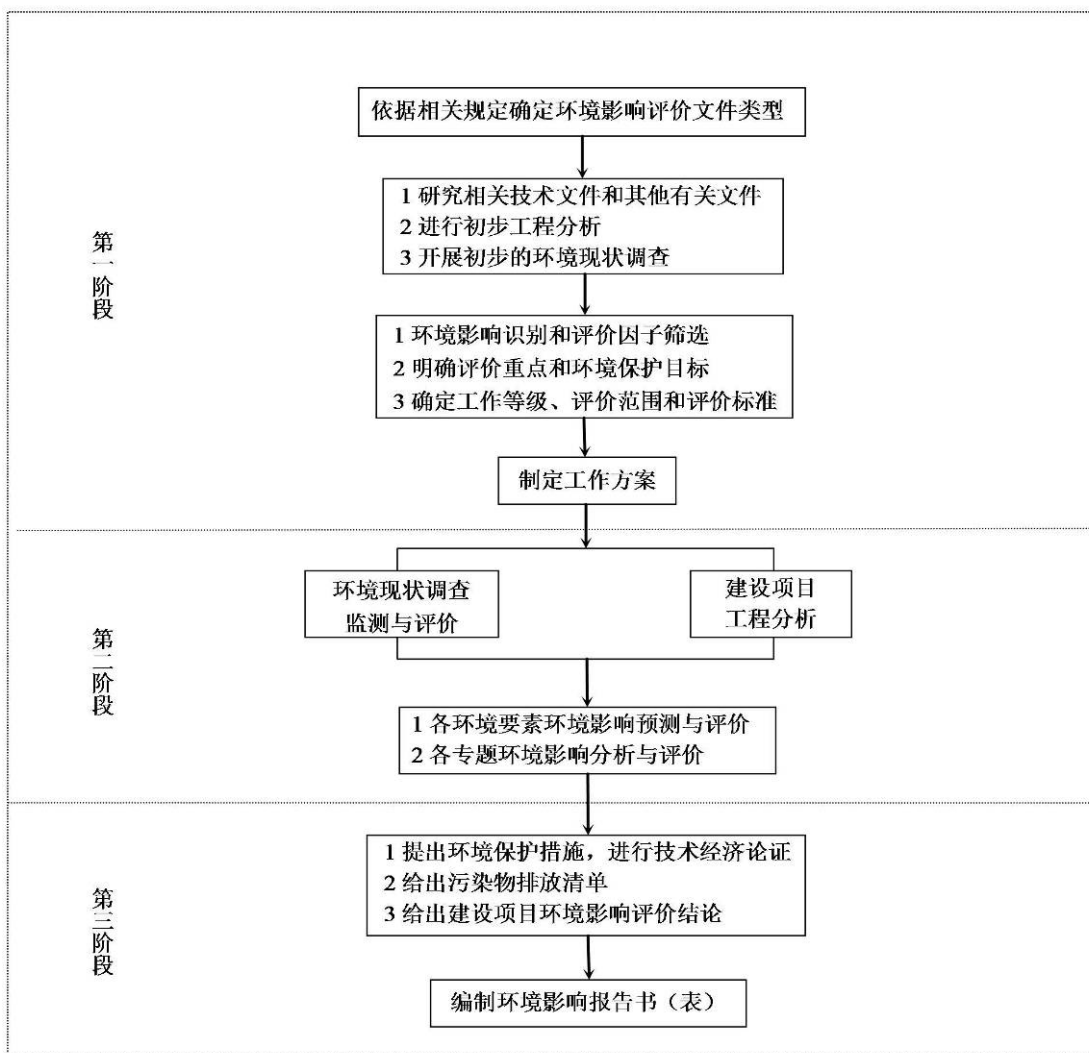 依据相关规定确定环境影响评价文件类型
1 研究相关技术文件和其他有关文件
2 进行初步工程分析
3 开展初步的环境现状调查
第一阶段
1 环境影响识别和评价因子筛选
2 明确评价重点和环境保护目标
3 确定工作等级、评价范围和评价标准
制定工作方案
环境现状调查
监测与评价
建设项目
工程分析
第二阶段
1 各环境要素环境影响预测与评价
2 各专题环境影响分析与评价
1 提出环境保护措施，进行技术经济论证
2 给出污染物排放清单
3 给出建设项目环境影响评价结论
第三阶段
编制环境影响报告书（表）